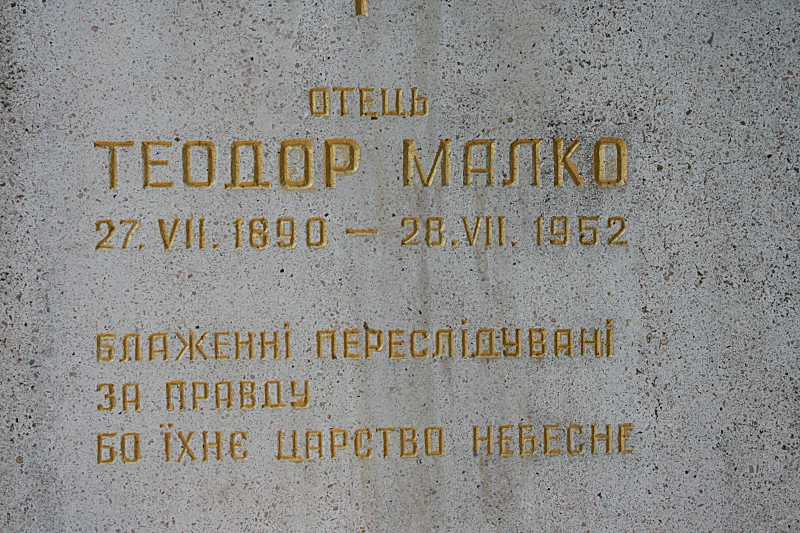 ОТЕЦЬ
ТЕОДОР МАЛКО
27. VII. 1890 — 28. VII. 1952
БЛАЖЕННІ ПЕРЕСЛІДУВАНІ
ЗА ПРАВДУ
БО ЇХНЄ ЦАРСТВО НЕБЕСНЕ